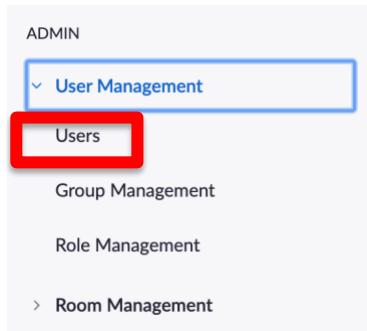 ADMIN
User Management
Users
Group Management
Role Management
Room Management